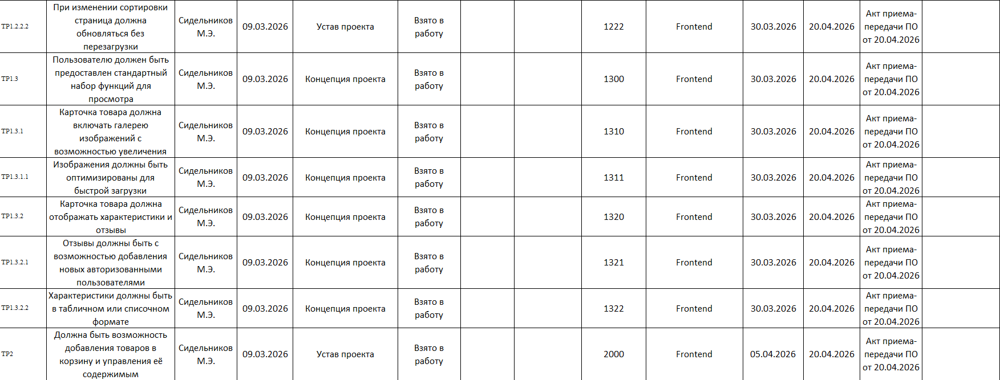 ТР1.2.2.2
При изменении сортировки
страница должна
обновляться без
перезагрузки
Сидельников
М.Э.
09.03.2026
Устав проекта
Взято в
работу
1222
Frontend
30.03.2026
20.04.2026
Акт приема-
передачи ПО
от 20.04.2026
ТР1.3
Пользователю должен быть
предоставлен стандартный
набор функций для
просмотра
Сидельников
М.Э.
09.03.2026
Концепция проекта
Взято в
работу
1300
Frontend
30.03.2026
20.04.2026
Акт приема-
передачи ПО
от 20.04.2026
ТР1.3.1
Карточка товара должна
включать галерею
изображений с
возможностью увеличения
Сидельников
М.Э.
09.03.2026
Концепция проекта
Взято в
работу
1310
Frontend
30.03.2026
20.04.2026
Акт приема-
передачи ПО
от 20.04.2026
ТР1.3.1.1
Изображения должны быть
оптимизированы для
быстрой загрузки
Сидельников
М.Э.
09.03.2026
Концепция проекта
Взято в
работу
1311
Frontend
30.03.2026
20.04.2026
Акт приема-
передачи ПО
от 20.04.2026
ТР1.3.2
Карточка товара должна
отображать характеристики и
отзывы
Сидельников
М.Э.
09.03.2026
Концепция проекта
Взято в
работу
1320
Frontend
30.03.2026
20.04.2026
Акт приема-
передачи ПО
от 20.04.2026
ТР1.3.2.1
Отзывы должны быть с
возможностью добавления
новых авторизованными
пользователями
Сидельников
М.Э.
09.03.2026
Концепция проекта
Взято в
работу
1321
Frontend
30.03.2026
20.04.2026
Акт приема-
передачи ПО
от 20.04.2026
ТР1.3.2.2
Характеристики должны быть
в табличном или списочном
формате
Сидельников
М.Э.
09.03.2026
Концепция проекта
Взято в
работу
1322
Frontend
30.03.2026
20.04.2026
Акт приема-
передачи ПО
от 20.04.2026
ТР2
Должна быть возможность
добавления товаров в
корзину и управления её
содержимым
Сидельников
М.Э.
09.03.2026
Устав проекта
Взято в
работу
2000
Frontend
05.04.2026
20.04.2026
Акт приема-
передачи ПО
от 20.04.2026